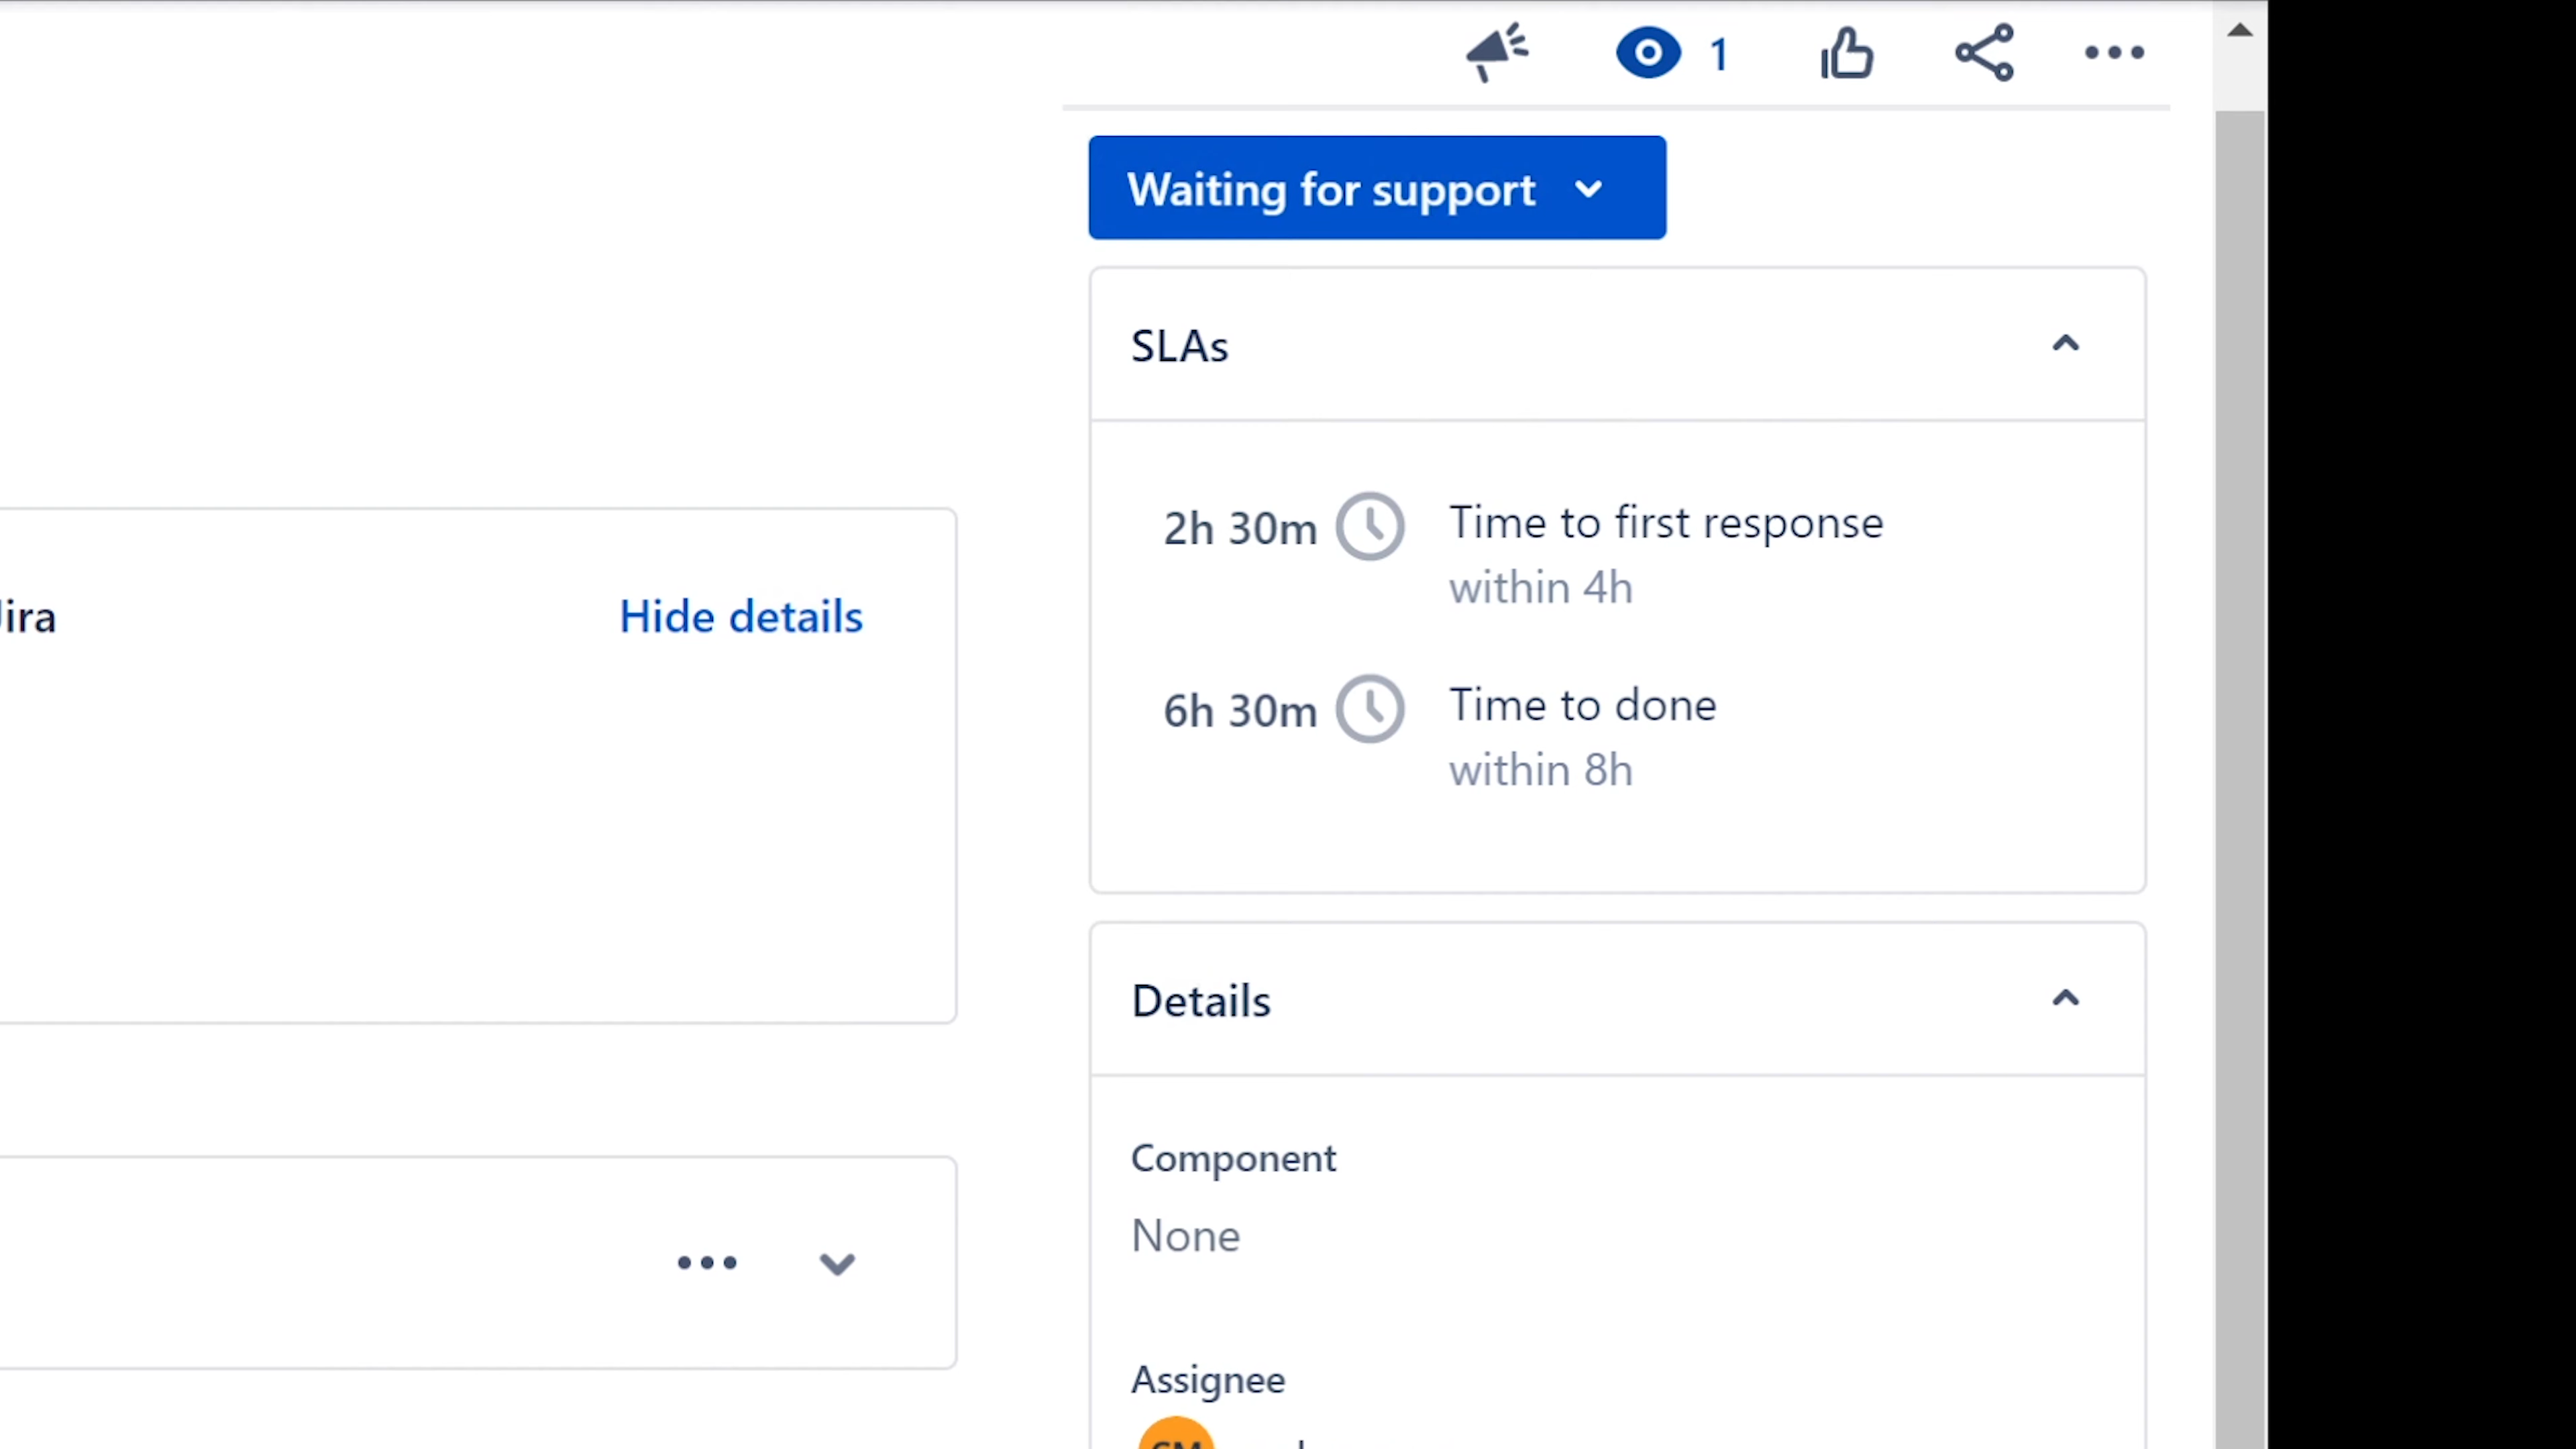 1
Waiting for support
SLAs
2h 30m Time to first response
within 4h
Hide details
6h 30m Time to done
within 8h
Details
Component
None
Assignee